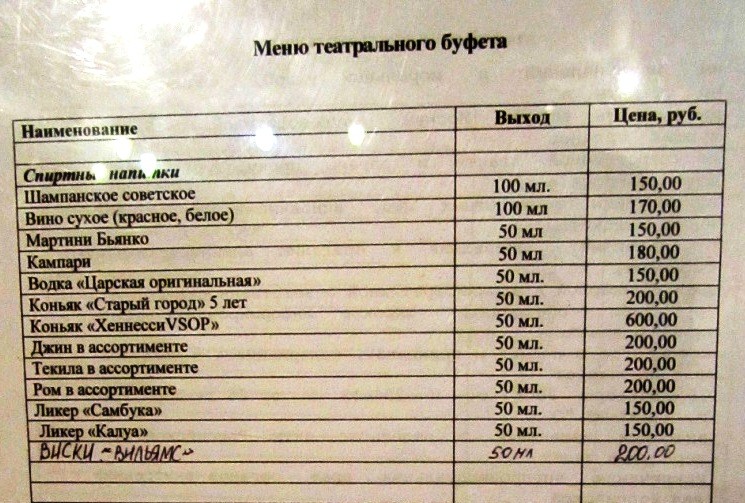 Меню театрального буфета
Наименование Выход Цена, руб.
Спиртные напитки
Шампанское советское 100 мл. 150,00
Вино сухое (красное, белое) 100 мл 170,00
Мартини Бьянко 50 мл 150,00
Кампари 50 мл 180,00
Водка «Царская оригинальная» 50 мл. 150,00
Коньяк «Старый город» 5 лет 50 мл. 200,00
Коньяк «ХеннессиVSOP» 50 мл. 600,00
Джин в ассортименте 50 мл. 200,00
Текила в ассортименте 50 мл. 200,00
Ром в ассортименте 50 мл. 200,00
Ликер «Самбука» 50 мл. 150,00
Ликер «Калуа» 50 мл. 150,00
ВИСКИ «ВИЛЬЯМС» 50 мл 200.00